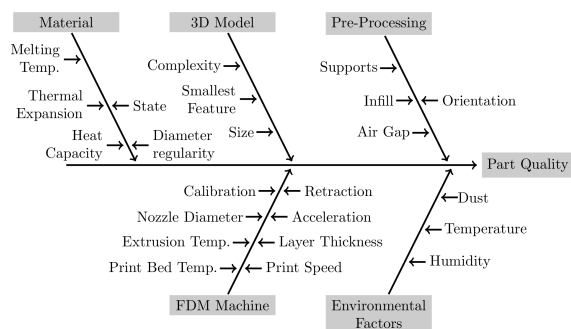 Material
3D Model
Pre-Processing
Melting
Temp.
Thermal
Expansion
State
Heat
Capacity
Diameter
regularity
Complexity
Smallest
Feature
Size
Supports
Infill
Orientation
Air Gap
Part Quality
Calibration
Retraction
Nozzle Diameter
Acceleration
Extrusion Temp.
Layer Thickness
Print Bed Temp.
Print Speed
Dust
Temperature
Humidity
FDM Machine
Environmental
Factors